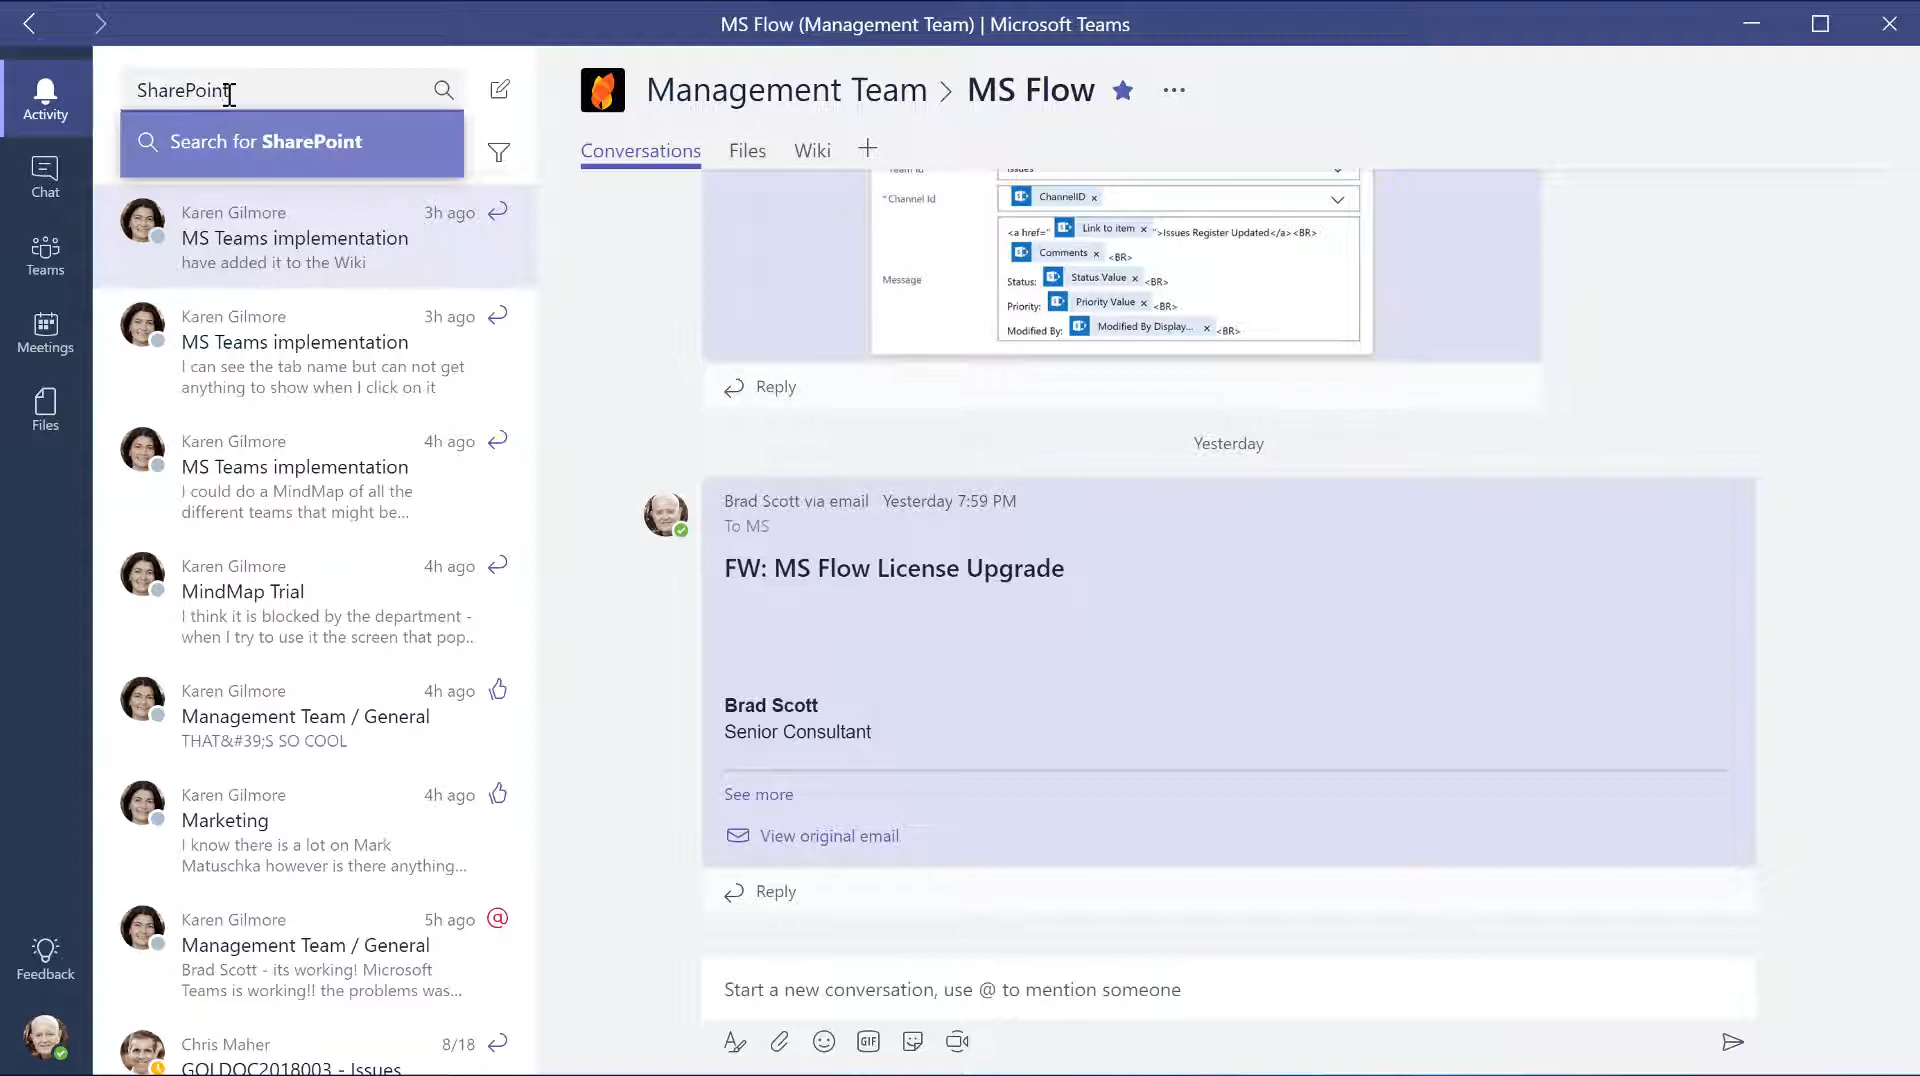 MS Flow (Management Team) | Microsoft Teams
SharePoint
Search for SharePoint
Activity
Chat
Teams
Meetings
Files
Feedback
Karen Gilmore 3h ago
MS Teams implementation
have added it to the Wiki
Karen Gilmore 3h ago
MS Teams implementation
I can see the tab name but can not get
anything to show when I click on it
Karen Gilmore 4h ago
MS Teams implementation
I could do a MindMap of all the
different teams that might be...
Karen Gilmore 4h ago
MindMap Trial
I think it is blocked by the department -
when I try to use it the screen that pop..
Karen Gilmore 4h ago
Management Team / General
THAT&#39;S SO COOL
Karen Gilmore 4h ago
Marketing
I know there is a lot on Mark
Matuschka however is there anything...
Karen Gilmore 5h ago @
Management Team / General
Brad Scott - its working! Microsoft
Teams is working!! the problems was...
Chris Maher 8/18
GOLDOC2018003 - Issues
Management Team > MS Flow ...
Conversations Files Wiki +
Team Id Issues
*Channel Id ChannelID x
<a href=" Link to item x ">Issues Register Updated</a><BR>
Comments x <BR>
Message
Status: Status Value x <BR>
Priority: Priority Value x <BR>
Modified By: Modified By Display... x <BR>
Reply
Yesterday
Brad Scott via email Yesterday 7:59 PM
To MS
FW: MS Flow License Upgrade
Brad Scott
Senior Consultant
See more
View original email
Reply
Start a new conversation, use @ to mention someone
GIF